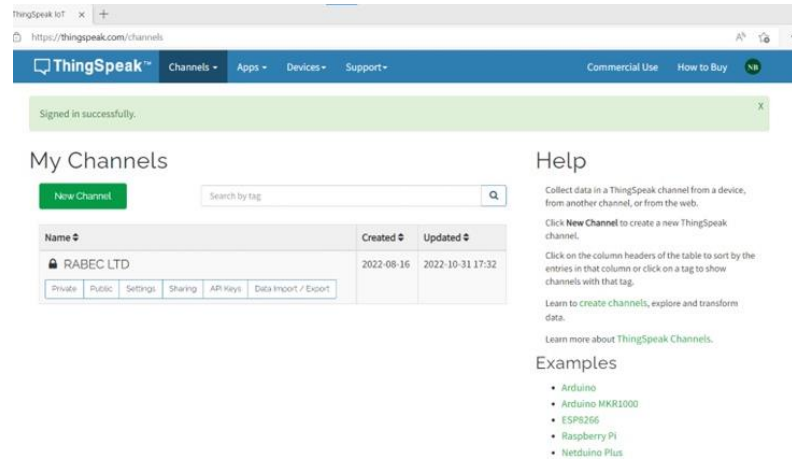 ThingSpeak IoT
https://thingspeak.com/channels
ThingSpeak™ Channels Apps Devices Support Commercial Use How to Buy NB
Signed in successfully.
X
My Channels
New Channel
Search by tag
Name Created Updated
RABEC LTD 2022-08-16 2022-10-31 17:32
Private Public Settings Sharing API Keys Data Import / Export
Help
Collect data in a ThingSpeak channel from a device,
from another channel, or from the web.
Click New Channel to create a new ThingSpeak
channel.
Click on the column headers of the table to sort by the
entries in that column or click on a tag to show
channels with that tag.
Learn to create channels, explore and transform
data.
Learn more about ThingSpeak Channels.
Examples
• Arduino
• Arduino MKR1000
• ESP8266
• Raspberry Pi
• Netduino Plus